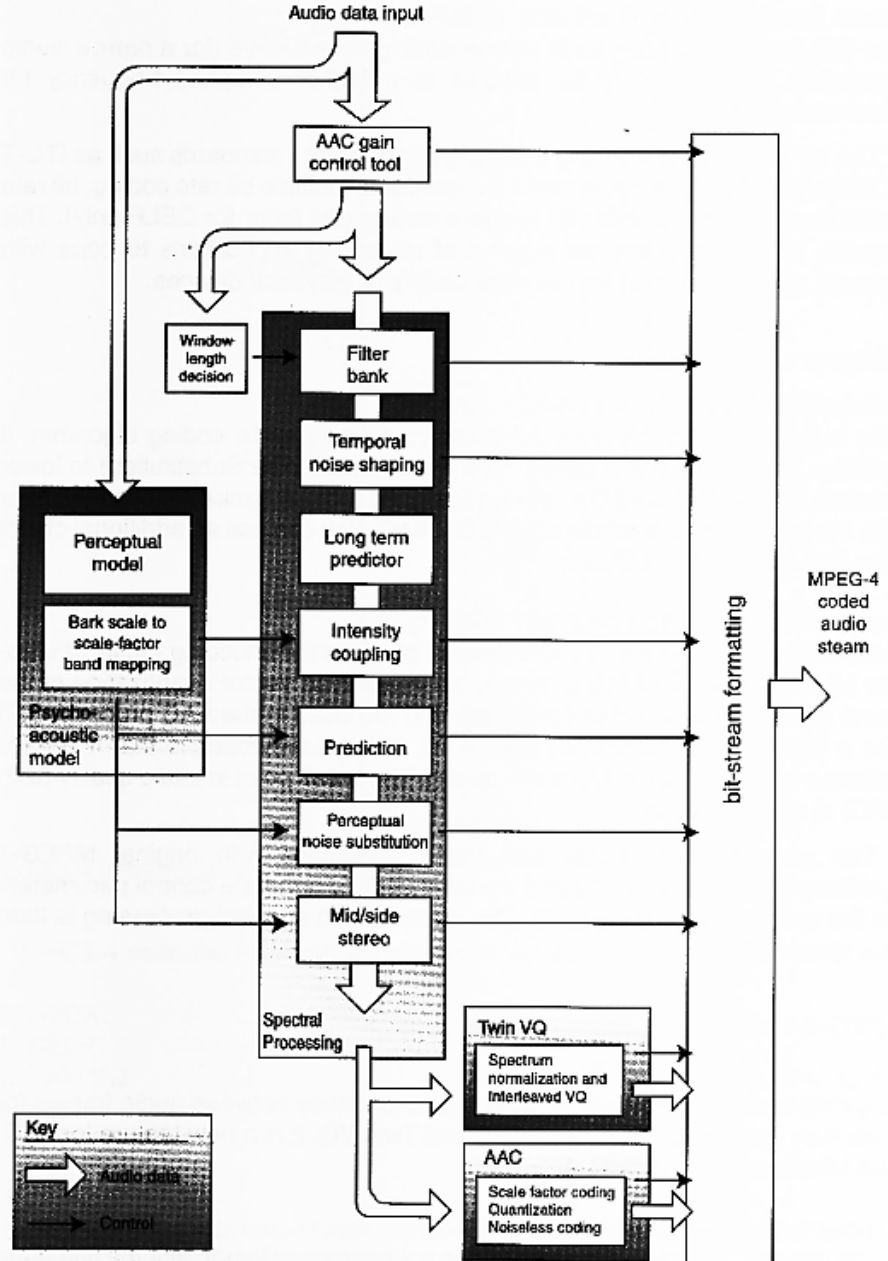 Audio data input
AAC gain
control tool
Window-
length
decision
Filter
bank
Temporal
noise shaping
Long term
predictor
Perceptual
model
Bark scale to
scale-factor
band mapping
Psycho-
acoustic
model
Intensity
coupling
Prediction
Perceptual
noise substitution
Mid/side
stereo
Spectral
Processing
bit-stream formatting
MPEG-4
coded
audio
steam
Twin VQ
Spectrum
normalization and
Interleaved VQ
AAC
Scale factor coding
Quantization
Noiseless coding
Key
Audio data
Control